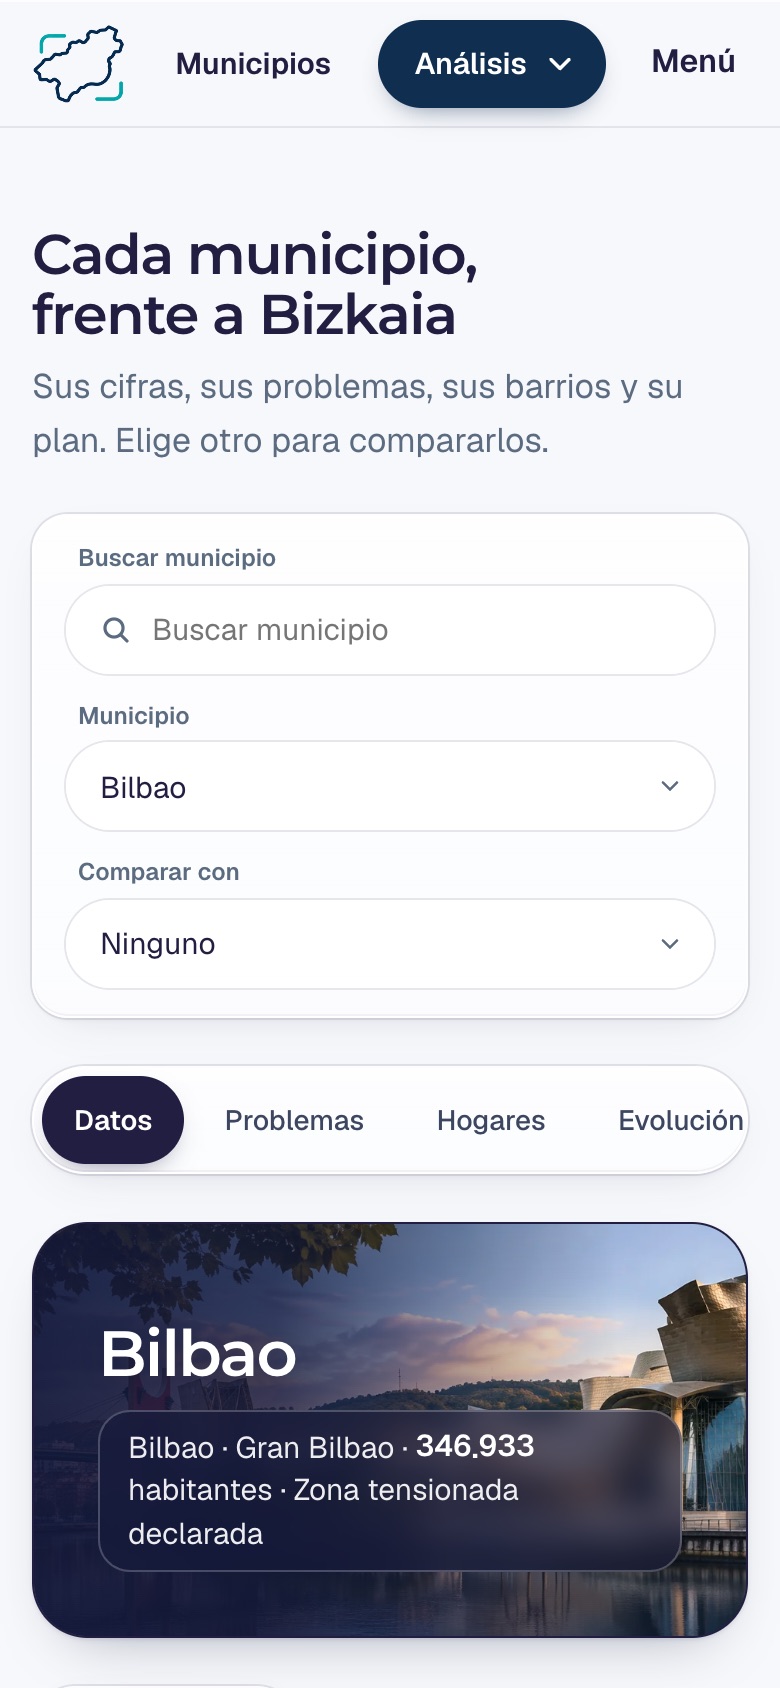 Municipios
Análisis
Menú
Cada municipio,
frente a Bizkaia
Sus cifras, sus problemas, sus barrios y su
plan. Elige otro para compararlos.
Buscar municipio
Buscar municipio
Municipio
Bilbao
Comparar con
Ninguno
Datos
Problemas
Hogares
Evolución
Bilbao
Bilbao · Gran Bilbao · 346.933
habitantes · Zona tensionada
declarada